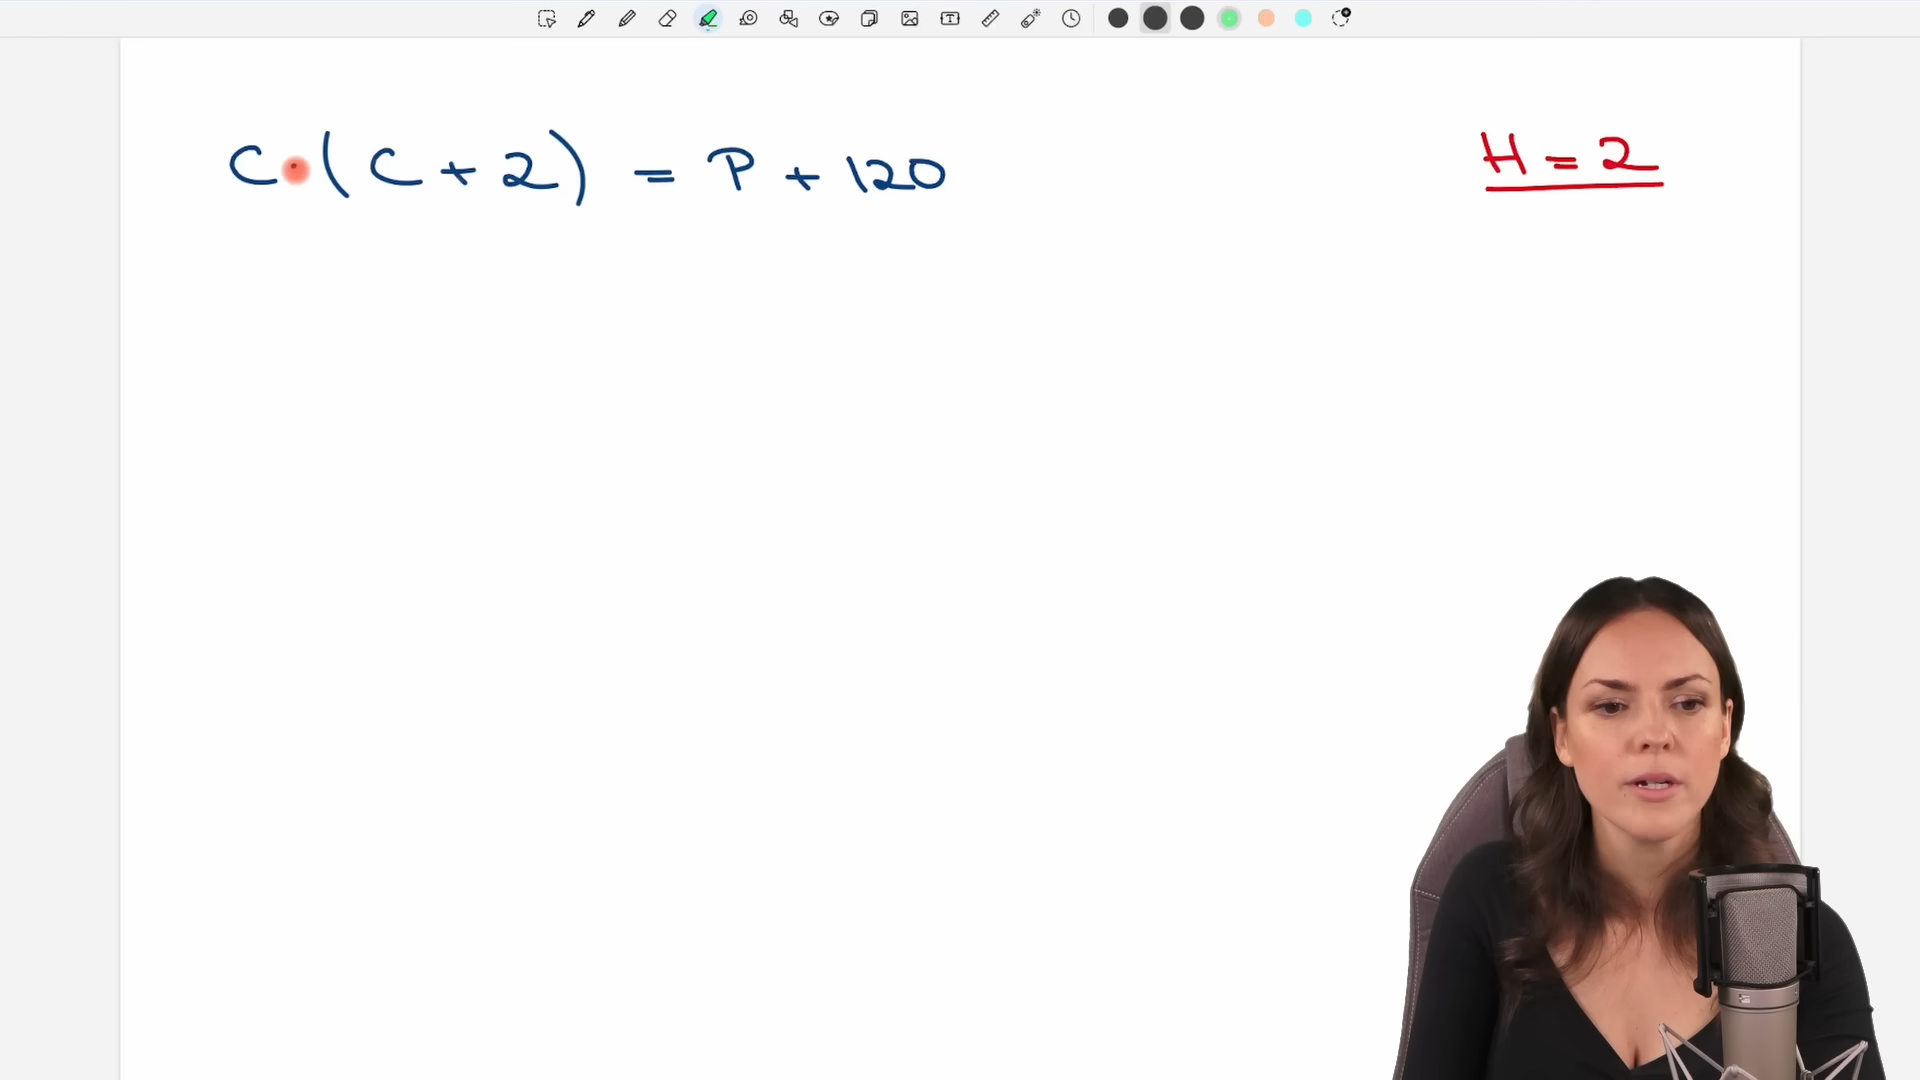 C · ( C + 2 ) = P + 120
H = 2